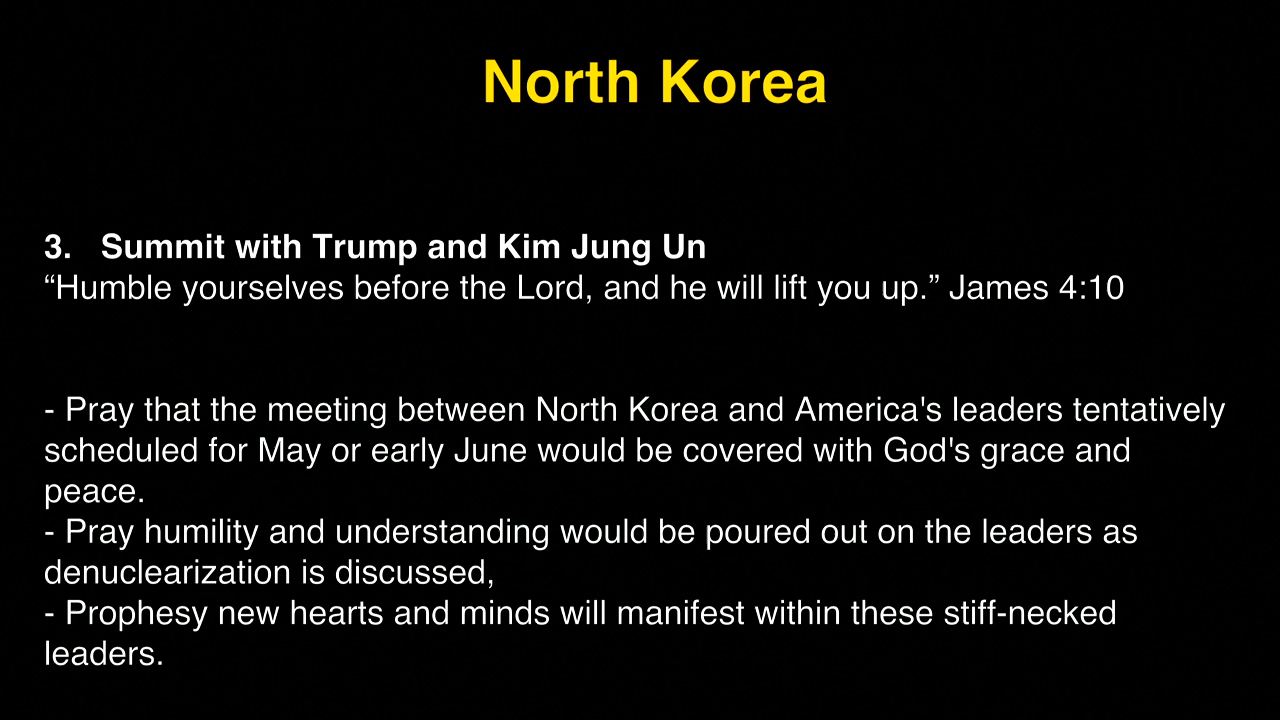 North Korea
3. Summit with Trump and Kim Jung Un
“Humble yourselves before the Lord, and he will lift you up.” James 4:10
- Pray that the meeting between North Korea and America's leaders tentatively
scheduled for May or early June would be covered with God's grace and
peace.
- Pray humility and understanding would be poured out on the leaders as
denuclearization is discussed,
- Prophesy new hearts and minds will manifest within these stiff-necked
leaders.